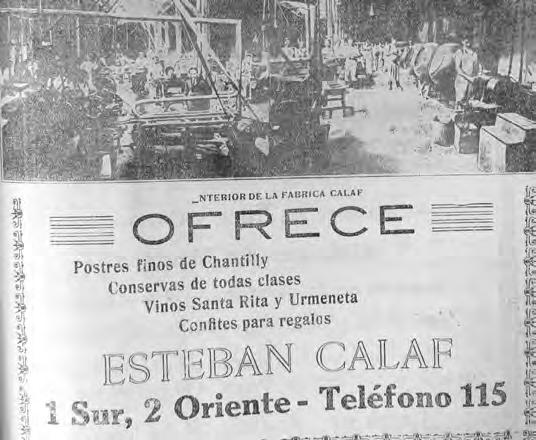 _NTERIOR DE LA FABRICA CALAF
OFRECE
Postres finos de Chantilly
Conservas de todas clases
Vinos Santa Rita y Urmeneta
Confites para regalos
ESTEBAN CALAF
1 Sur, 2 Oriente - Teléfono 115